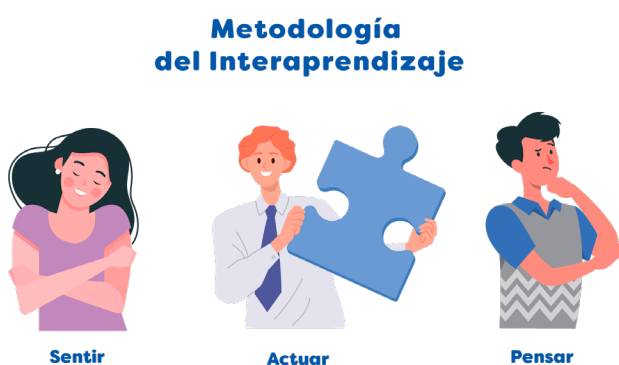 Metodología
del Interaprendizaje
Sentir
Actuar
Pensar